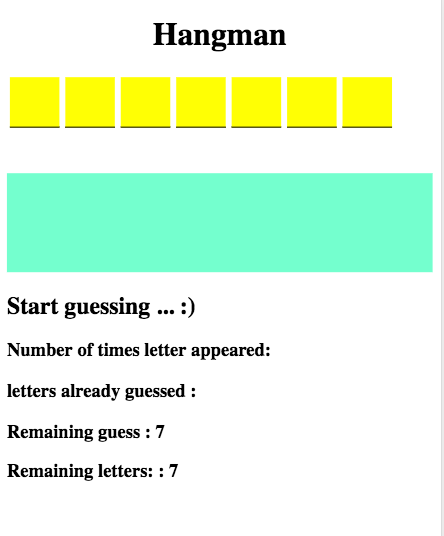 Hangman
Start guessing ... :)
Number of times letter appeared:
letters already guessed :
Remaining guess : 7
Remaining letters: : 7